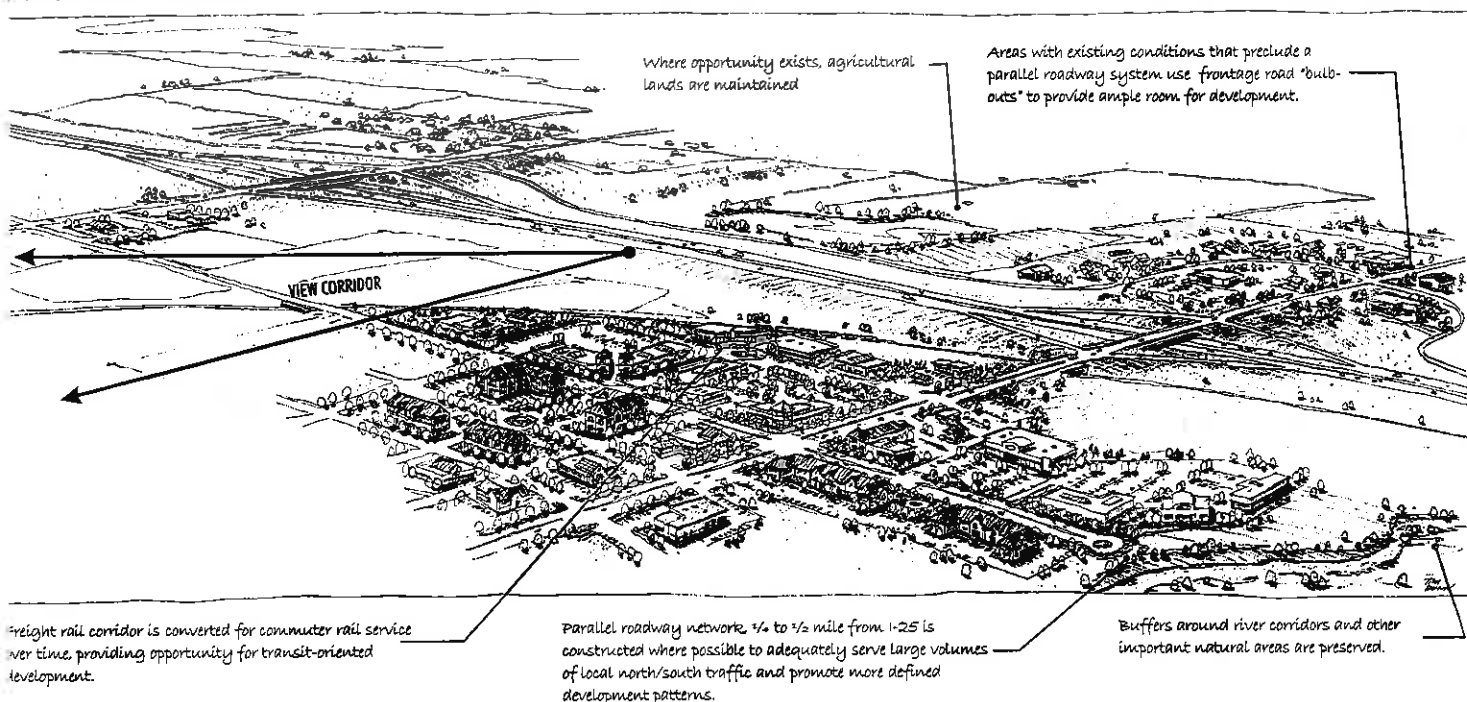 Where opportunity exists, agricultural
lands are maintained
Areas with existing conditions that preclude a
parallel roadway system use frontage road "bulb-
outs" to provide ample room for development.
VIEW CORRIDOR
reight rail corridor is converted for commuter rail service
ver time, providing opportunity for transit-oriented
development.
Parallel roadway network, 1/4 to 1/2 mile from I-25 is
constructed where possible to adequately serve large volumes
of local north/south traffic and promote more defined
development patterns.
Buffers around river corridors and other
important natural areas are preserved.